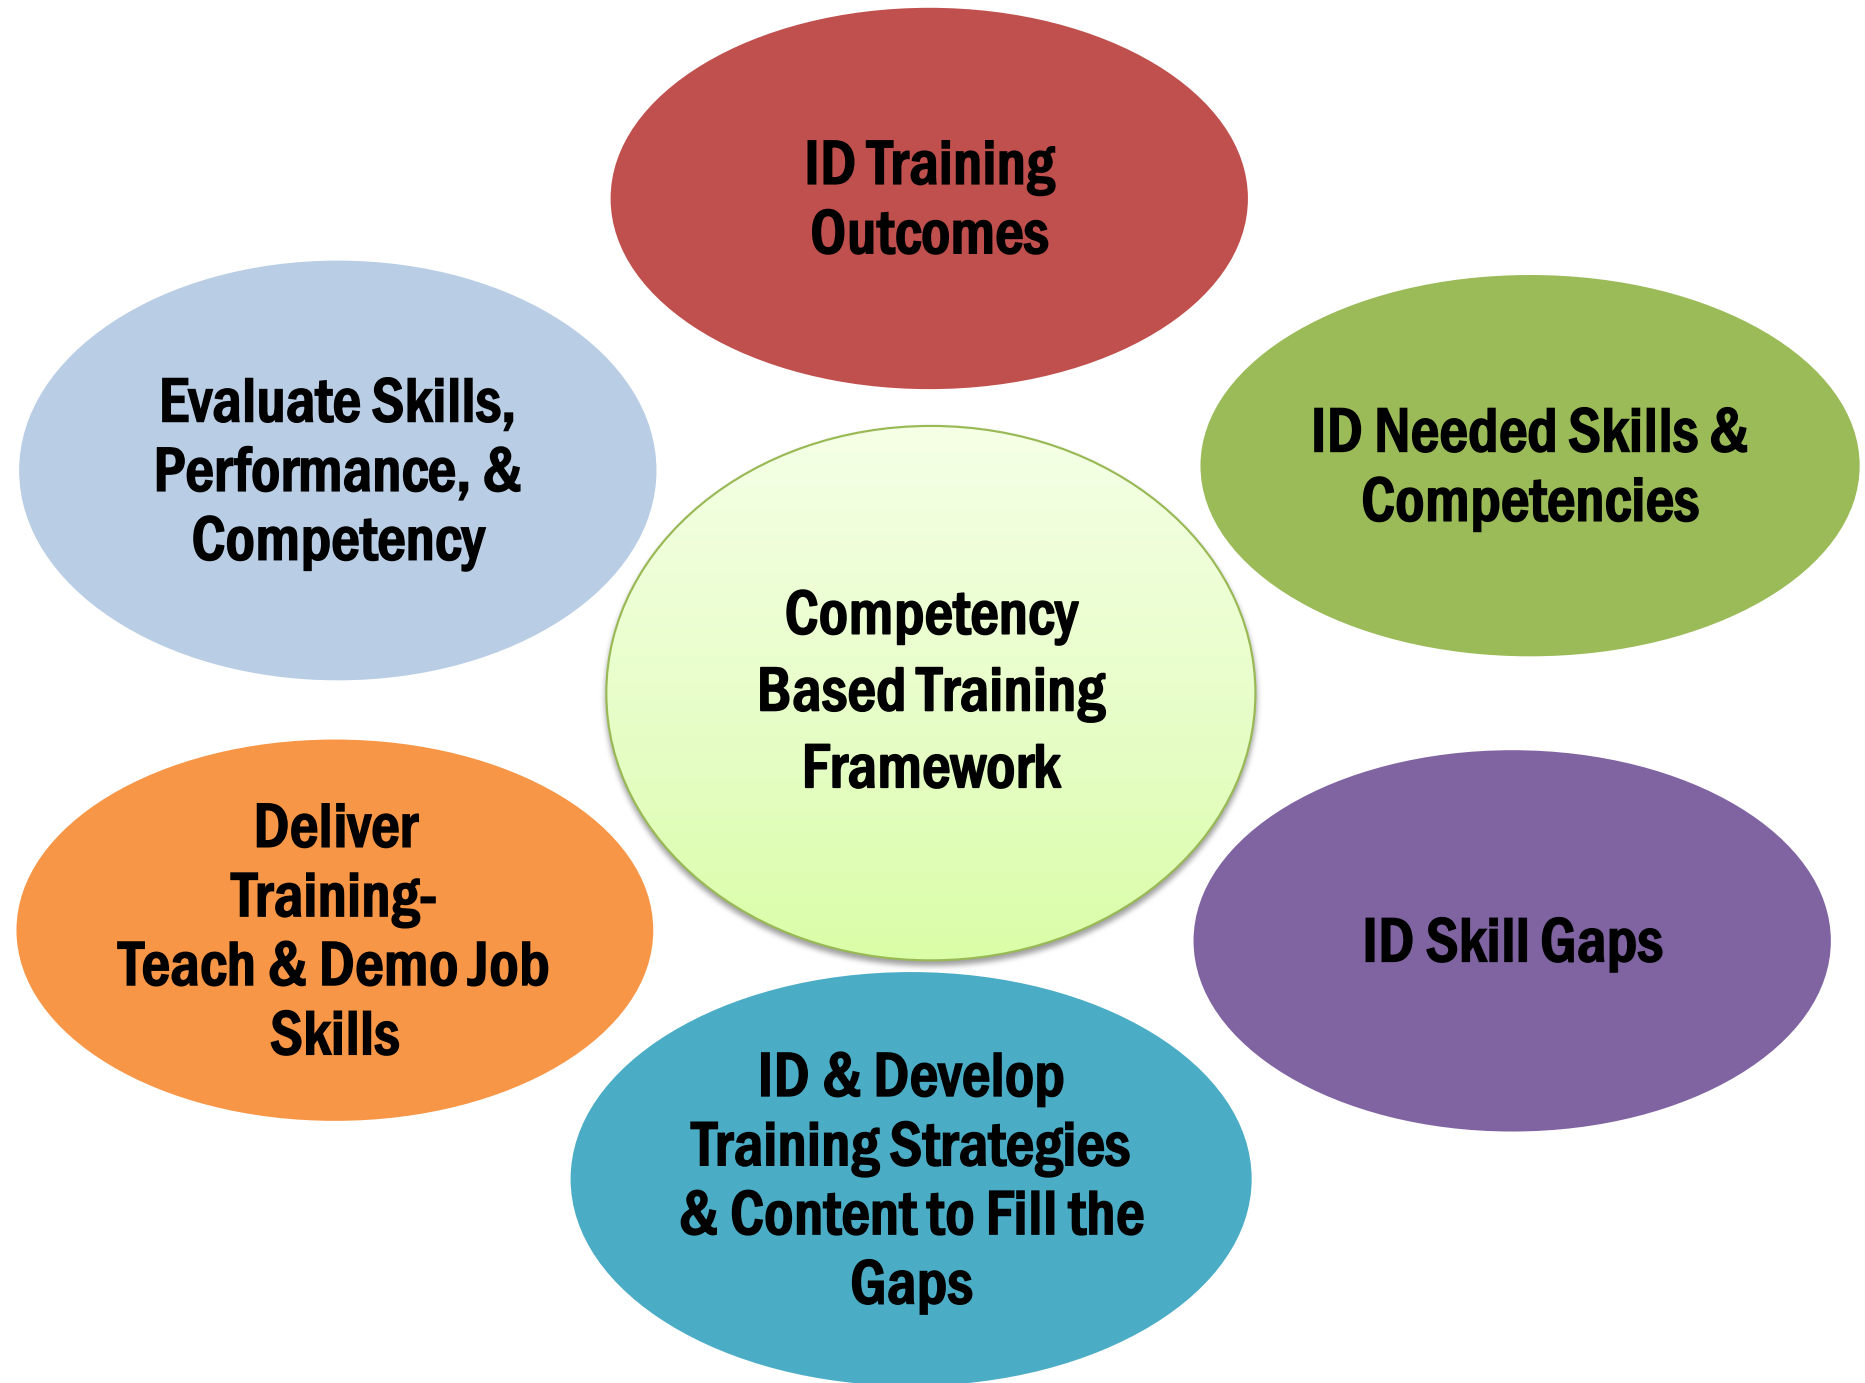 ID Training
Outcomes
Evaluate Skills,
Performance, &
Competency
ID Needed Skills &
Competencies
Competency
Based Training
Framework
Deliver
Training-
Teach & Demo Job
Skills
ID Skill Gaps
ID & Develop
Training Strategies
& Content to Fill the
Gaps